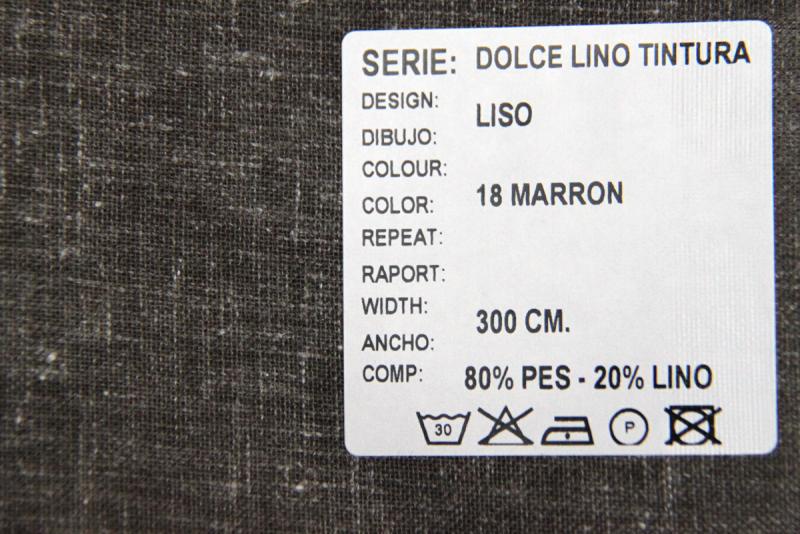 SERIE: DOLCE LINO TINTURA
DESIGN:
LISO
DIBUJO:
COLOUR:
18 MARRON
COLOR:
REPEAT:
RAPORT:
WIDTH:
300 CM.
ANCHO:
COMP: 80% PES - 20% LINO
30 P